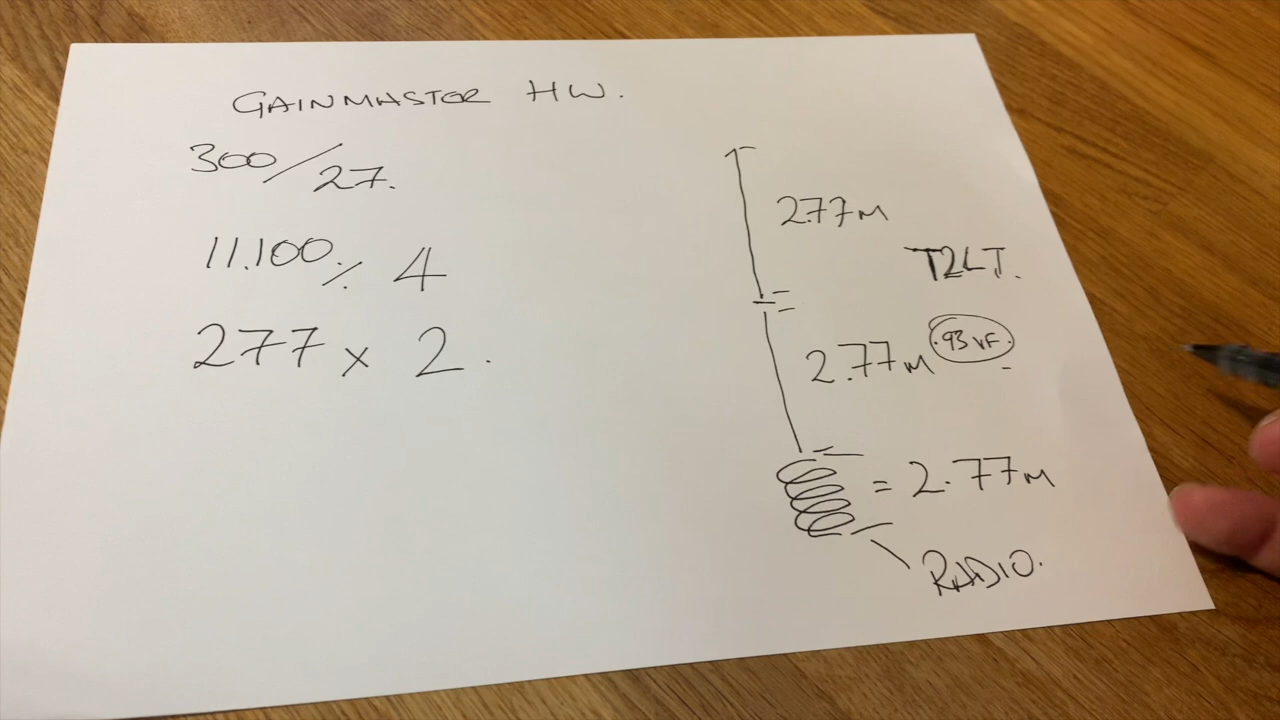 GAINMASTER HW.
300/27.
11.100 ÷ 4
277 x 2.
277M
T2LT.
2.77M .93 VF.
= 2.77M
RADIO.